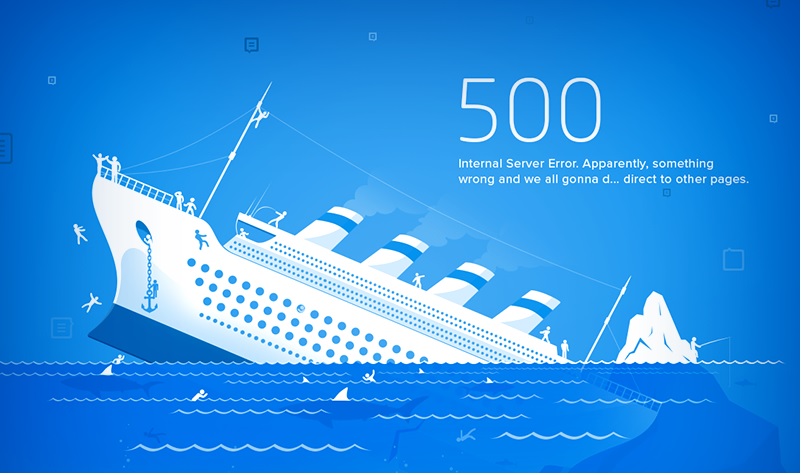 500
Internal Server Error. Apparently, something
wrong and we all gonna d... direct to other pages.